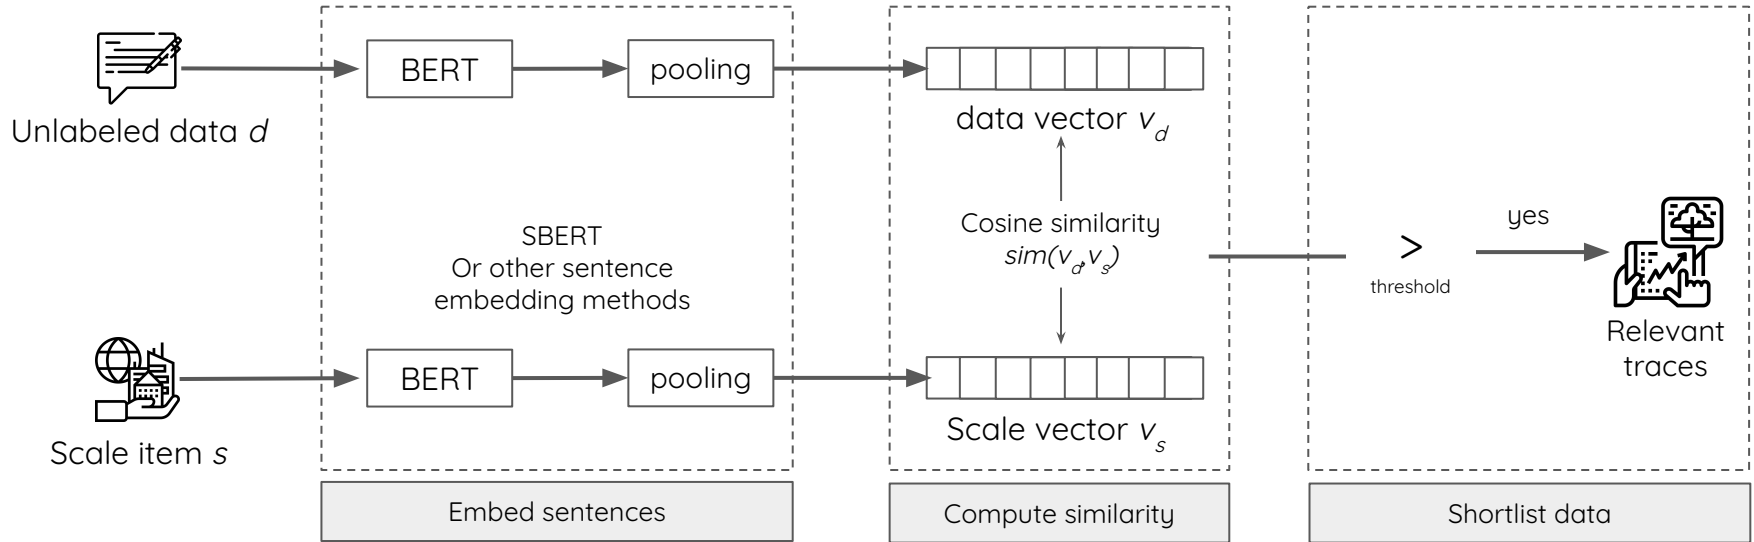 Unlabeled data d
BERT
pooling
data vector v_d
SBERT
Or other sentence
embedding methods
Cosine similarity
sim(v_d,v_s)
>
threshold
yes
Relevant
traces
Scale item s
BERT
pooling
Scale vector v_s
Embed sentences
Compute similarity
Shortlist data